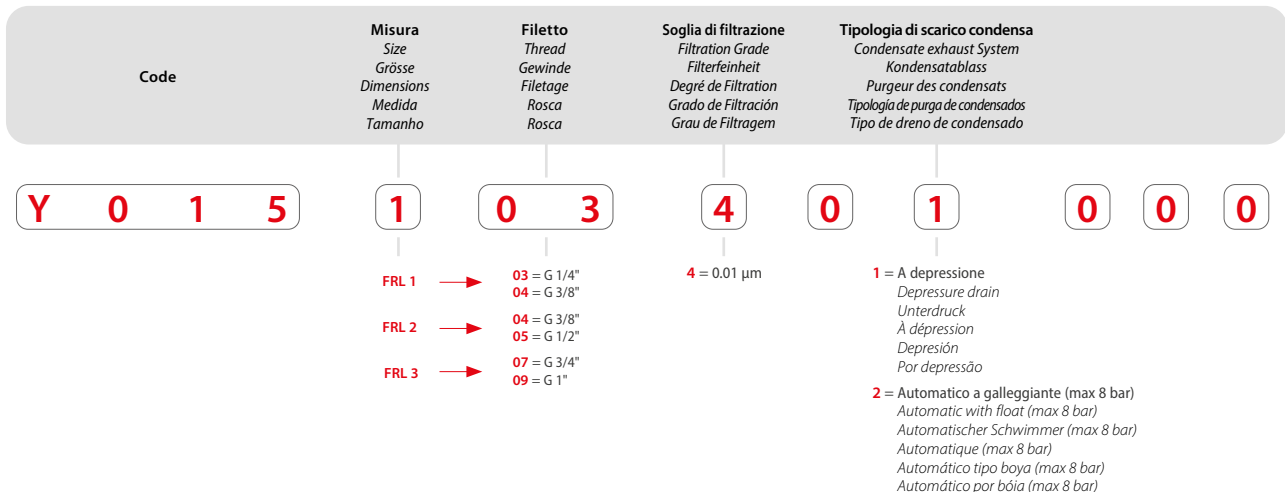 Code
Misura
Size
Grösse
Dimensions
Medida
Tamanho
Filetto
Thread
Gewinde
Filetage
Rosca
Rosca
Soglia di filtrazione
Filtration Grade
Filterfeinheit
Degré de Filtration
Grado de Filtración
Grau de Filtragem
Tipologia di scarico condensa
Condensate exhaust System
Kondensatablass
Purgeur des condensats
Tipología de purga de condensados
Tipo de dreno de condensado
Y 0 1 5 1 0 3 4 0 1 0 0 0
FRL 1
03 = G 1/4"
04 = G 3/8"
FRL 2
04 = G 3/8"
05 = G 1/2"
FRL 3
07 = G 3/4"
09 = G 1"
4 = 0.01 µm
1 = A depressione
Depressure drain
Unterdruck
À dépression
Depresión
Por depressão
2 = Automatico a galleggiante (max 8 bar)
Automatic with float (max 8 bar)
Automatischer Schwimmer (max 8 bar)
Automatique (max 8 bar)
Automático tipo boya (max 8 bar)
Automático por bóia (max 8 bar)